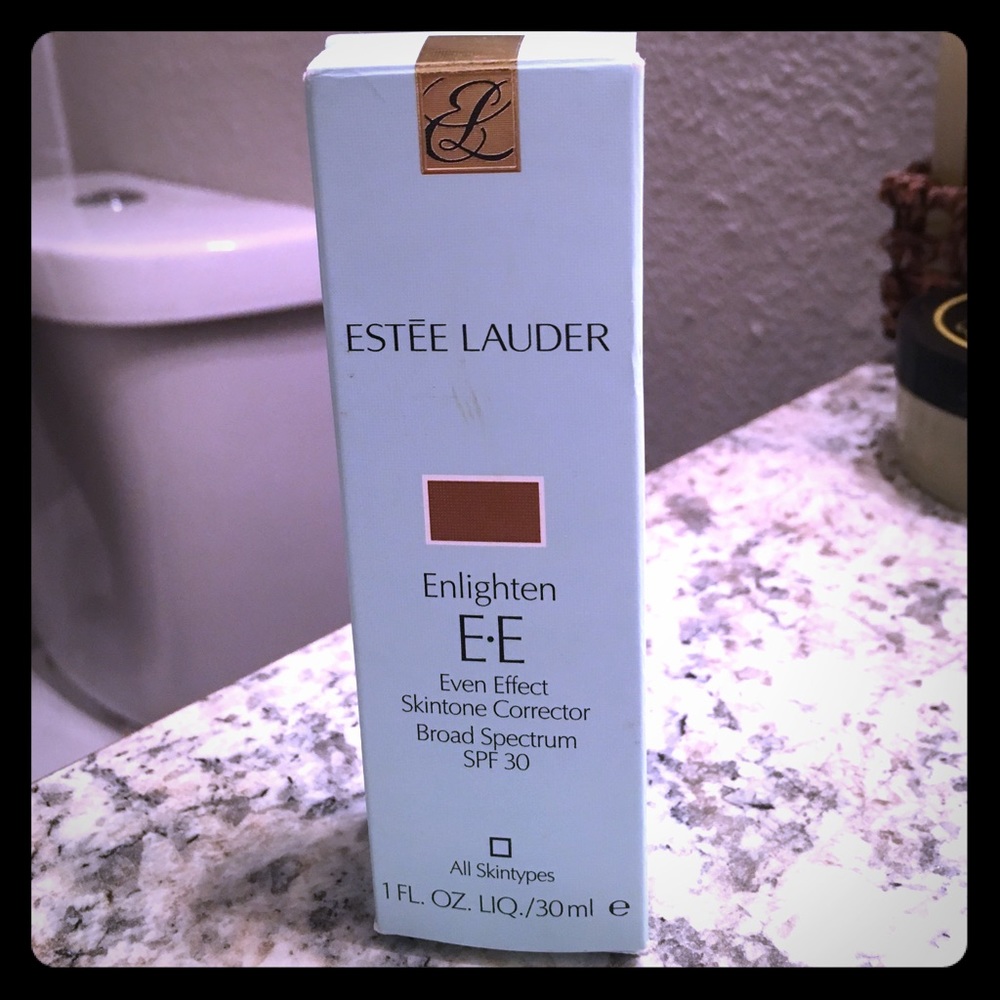 EL
ESTĒE LAUDER
Enlighten
E·E
Even Effect
Skintone Corrector
Broad Spectrum
SPF 30
All Skintypes
1 FL. OZ. LIQ./30 ml ℮